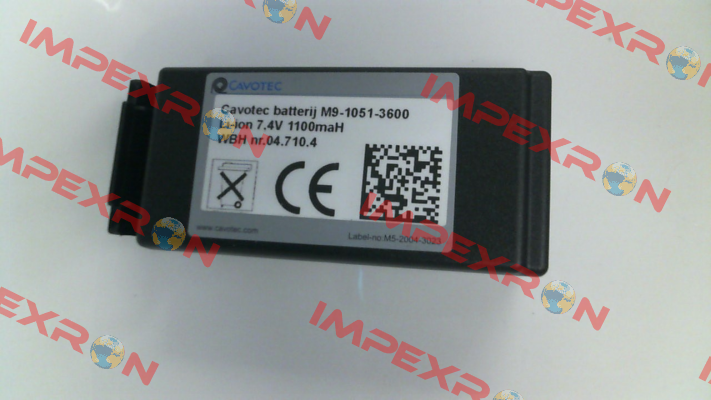 CAVOTEC
Cavotec batterij M9-1051-3600
Li-Ion 7.4V 1100maH
WBH nr.04.710.4
CE
www.cavotec.com
Label-no:M5-2004-3023
IMPEXRON
IMPEXRON
IMPEXRON
IMPEXRON
IMPEXRON
IMPEXRON